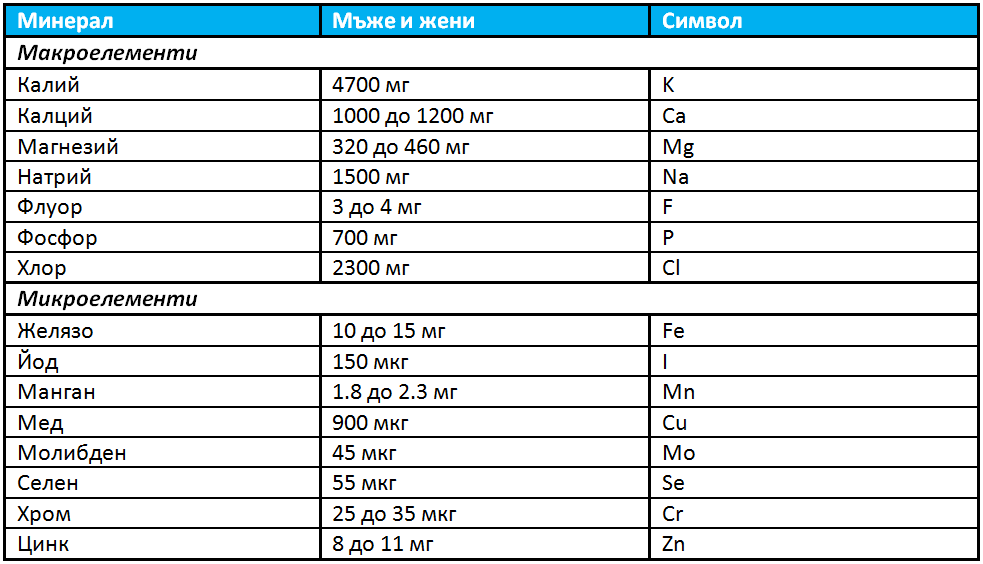 Минерал Мъже и жени Символ
Макроелементи
Калий 4700 мг K
Калций 1000 до 1200 мг Ca
Магнезий 320 до 460 мг Mg
Натрий 1500 мг Na
Флуор 3 до 4 мг F
Фосфор 700 мг P
Хлор 2300 мг Cl
Микроелементи
Желязо 10 до 15 мг Fe
Йод 150 мкг I
Манган 1.8 до 2.3 мг Mn
Мед 900 мкг Cu
Молибден 45 мкг Mo
Селен 55 мкг Se
Хром 25 до 35 мкг Cr
Цинк 8 до 11 мг Zn